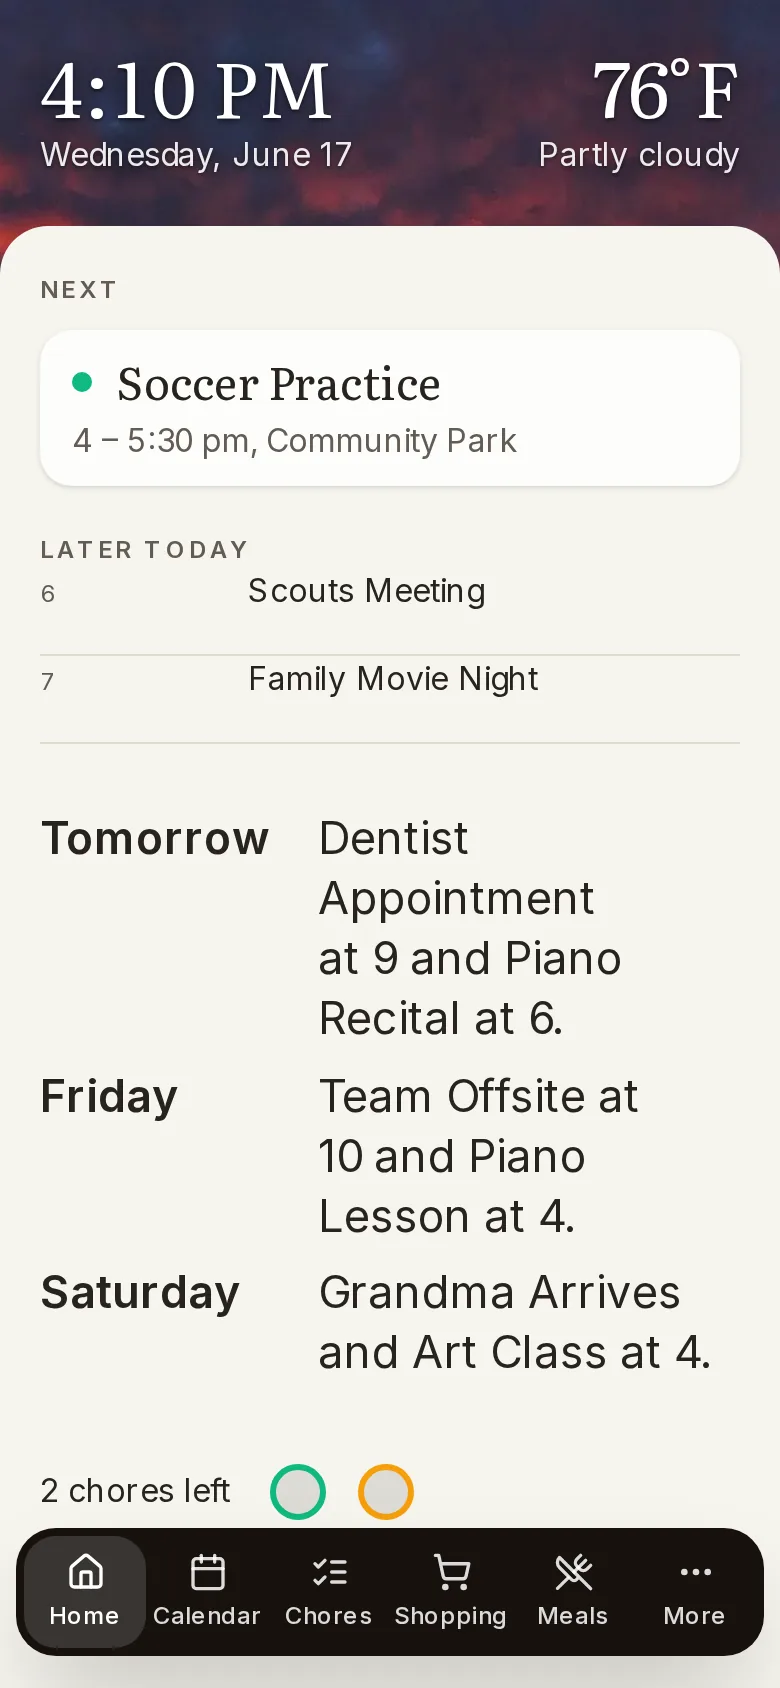 4:10 PM
76°F
Wednesday, June 17
Partly cloudy
NEXT
Soccer Practice
4 – 5:30 pm, Community Park
LATER TODAY
6 Scouts Meeting
7 Family Movie Night
Tomorrow Dentist
Appointment
at 9 and Piano
Recital at 6.
Friday Team Offsite at
10 and Piano
Lesson at 4.
Saturday Grandma Arrives
and Art Class at 4.
2 chores left
Home Calendar Chores Shopping Meals More